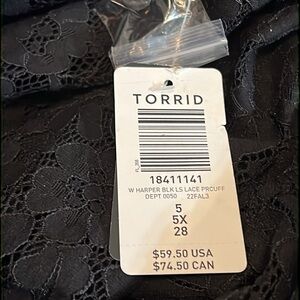 TORRID
FL_358
18411141
W HARPER BLK LS LACE PRCUFF
DEPT 0050 22FAL3
5
5X
28
$59.50 USA
$74.50 CAN